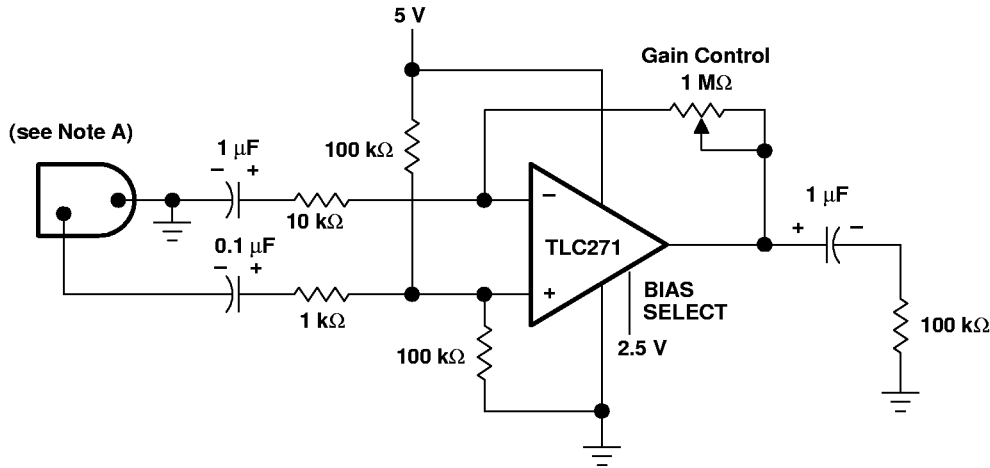 5 V
Gain Control
1 MΩ
(see Note A)
1 μF
− +
100 kΩ
10 kΩ
−
1 μF
0.1 μF
− +
TLC271
+ −
+
BIAS
SELECT
1 kΩ
2.5 V
100 kΩ
100 kΩ